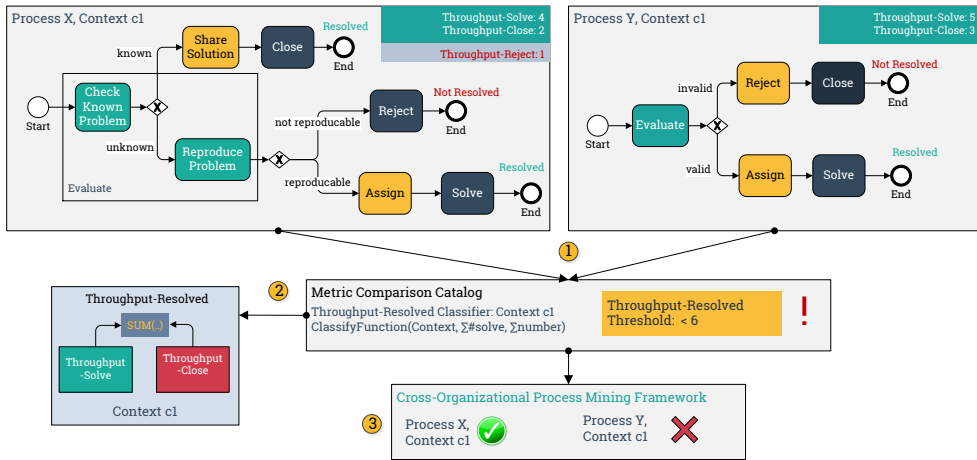 Process X, Context c1
Throughput-Solve: 4
Throughput-Close: 2
Throughput-Reject: 1
Share
Solution
Close
Resolved
End
known
Check
Known
Problem
X
Start
unknown
Reproduce
Problem
Evaluate
X
not reproducable
Reject
Not Resolved
End
reproducable
Assign
Solve
Resolved
End
Process Y, Context c1
Throughput-Solve: 5
Throughput-Close: 3
Start
Evaluate
X
invalid
Reject
Close
Not Resolved
End
valid
Assign
Solve
Resolved
End
1
2
Throughput-Resolved
SUM(..)
Throughput
-Solve
Throughput
-Close
Context c1
Metric Comparison Catalog
Throughput-Resolved Classifier: Context c1
ClassifyFunction(Context, ∑#solve, ∑number)
Throughput-Resolved
Threshold: < 6
!
3
Cross-Organizational Process Mining Framework
Process X,
Context c1
Process Y,
Context c1